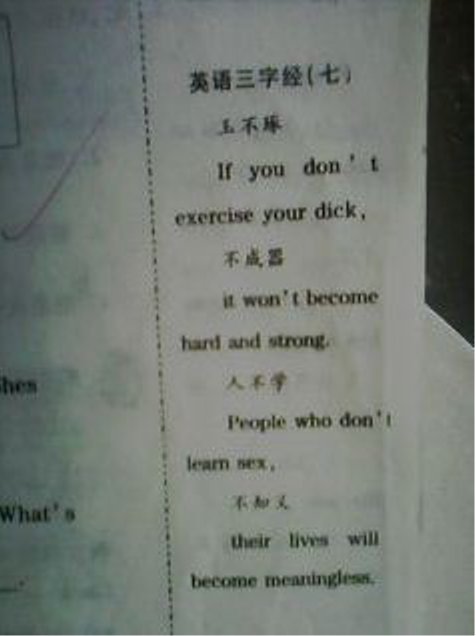 英语三字经(七)
玉不琢
If you don't
exercise your dick,
不成器
it won't become
hard and strong.
人不学
People who don't
learn sex,
不知义
their lives will
become meaningless.
hes
What's